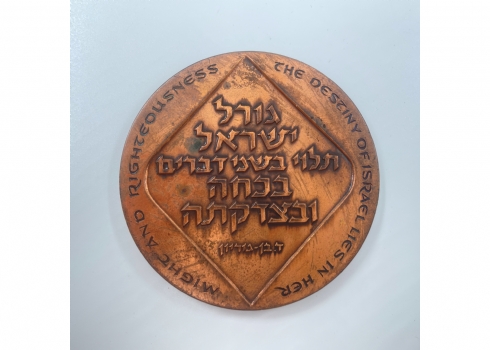 גורל
ישראל
תלוי בשני דברים
בכחה
ובצדקתה
ד. בן-גוריון
THE DESTINY OF ISRAEL LIES IN HER
MIGHT AND RIGHTEOUSNESS